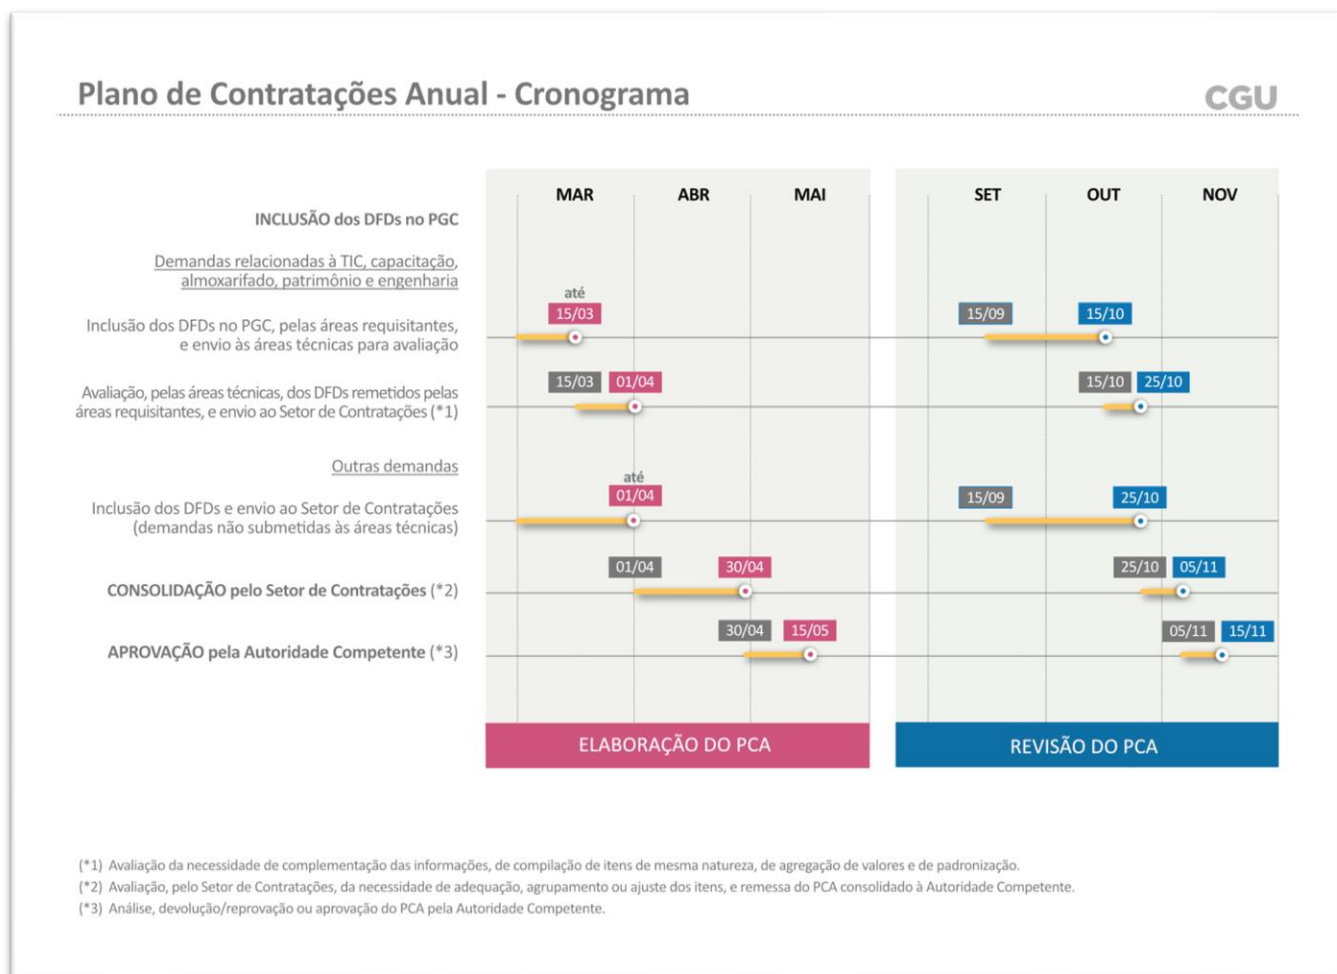 Plano de Contratações Anual - Cronograma
CGU
MAR ABR MAI
SET OUT NOV
INCLUSÃO dos DFDs no PGC
Demandas relacionadas à TIC, capacitação,
almoxarifado, patrimônio e engenharia
até
15/03
15/09
15/10
Inclusão dos DFDs no PGC, pelas áreas requisitantes,
e envio às áreas técnicas para avaliação
15/03 01/04
15/10 25/10
Avaliação, pelas áreas técnicas, dos DFDs remetidos pelas
áreas requisitantes, e envio ao Setor de Contratações (*1)
Outras demandas
até
01/04
15/09
25/10
Inclusão dos DFDs e envio ao Setor de Contratações
(demandas não submetidas às áreas técnicas)
01/04
30/04
25/10 05/11
CONSOLIDAÇÃO pelo Setor de Contratações (*2)
30/04 15/05
05/11 15/11
APROVAÇÃO pela Autoridade Competente (*3)
ELABORAÇÃO DO PCA
REVISÃO DO PCA
(*1) Avaliação da necessidade de complementação das informações, de compilação de itens de mesma natureza, de agregação de valores e de padronização.
(*2) Avaliação, pelo Setor de Contratações, da necessidade de adequação, agrupamento ou ajuste dos itens, e remessa do PCA consolidado à Autoridade Competente.
(*3) Análise, devolução/reprovação ou aprovação do PCA pela Autoridade Competente.